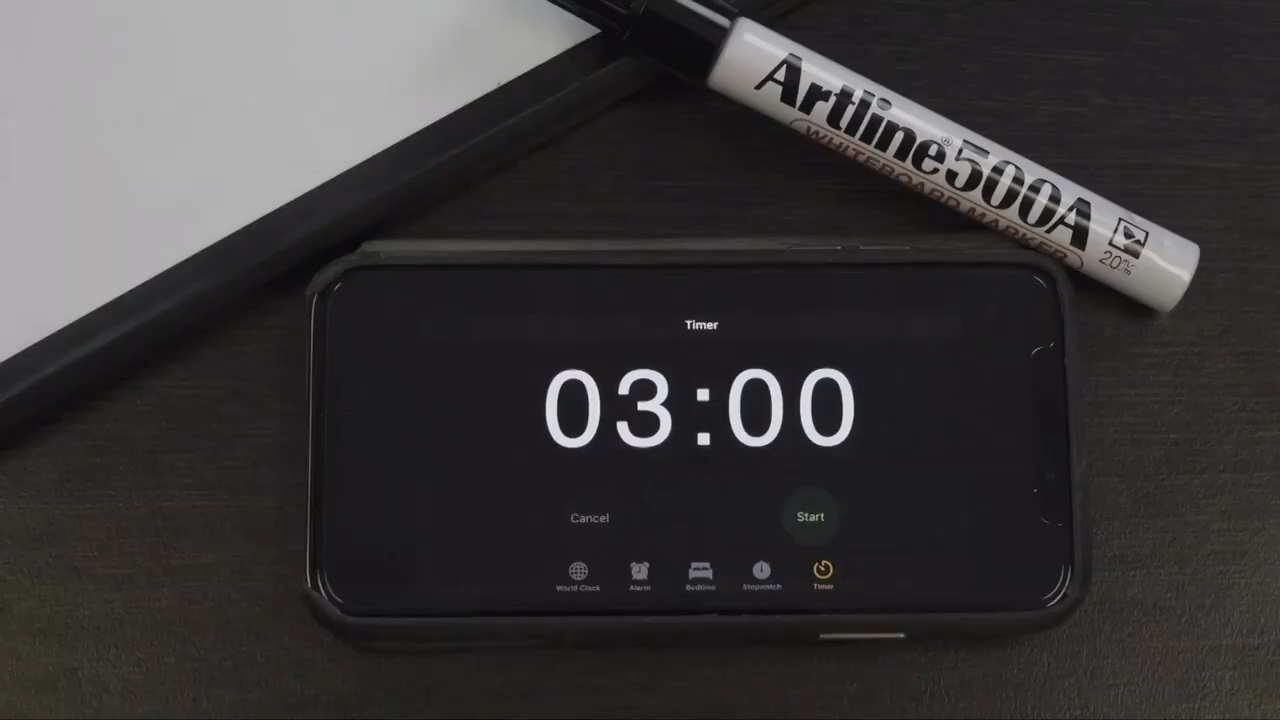 Artline®500A
WHITEBOARD MARKER
20
Timer
03:00
Cancel
Start
World Clock
Alarm
Bedtime
Stopwatch
Timer